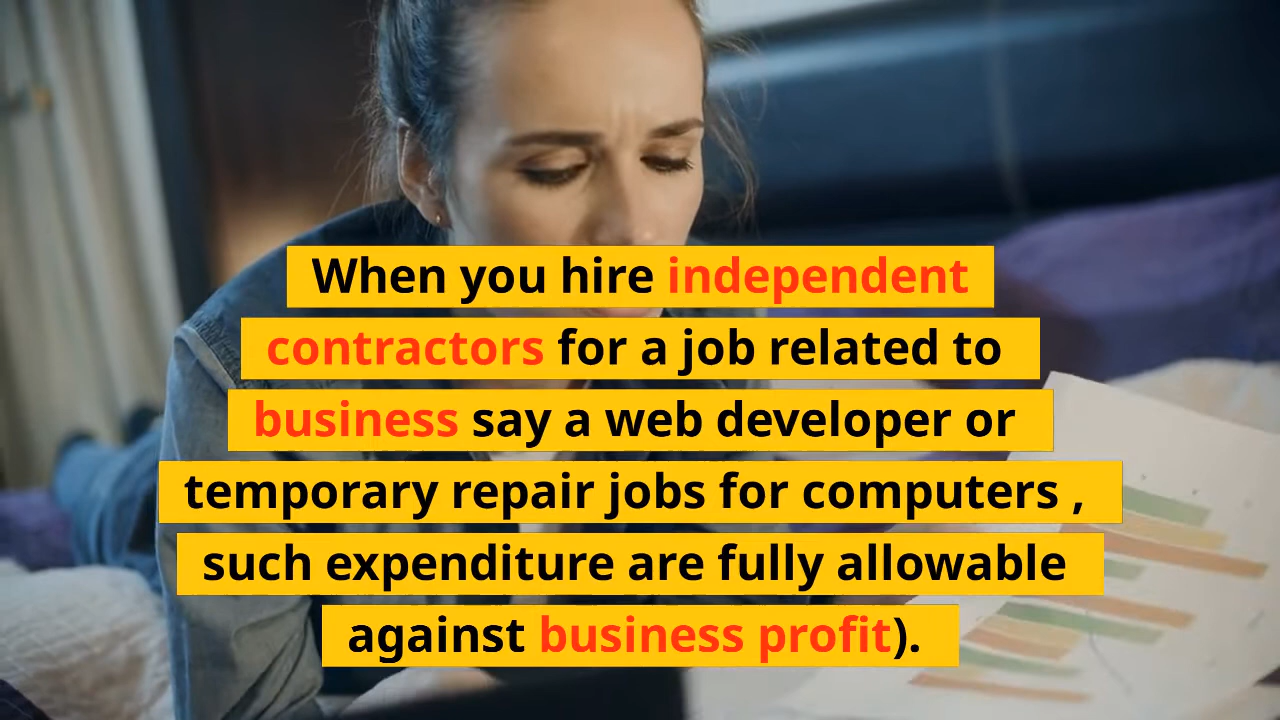 When you hire independent
contractors for a job related to
business say a web developer or
temporary repair jobs for computers ,
such expenditure are fully allowable
against business profit).